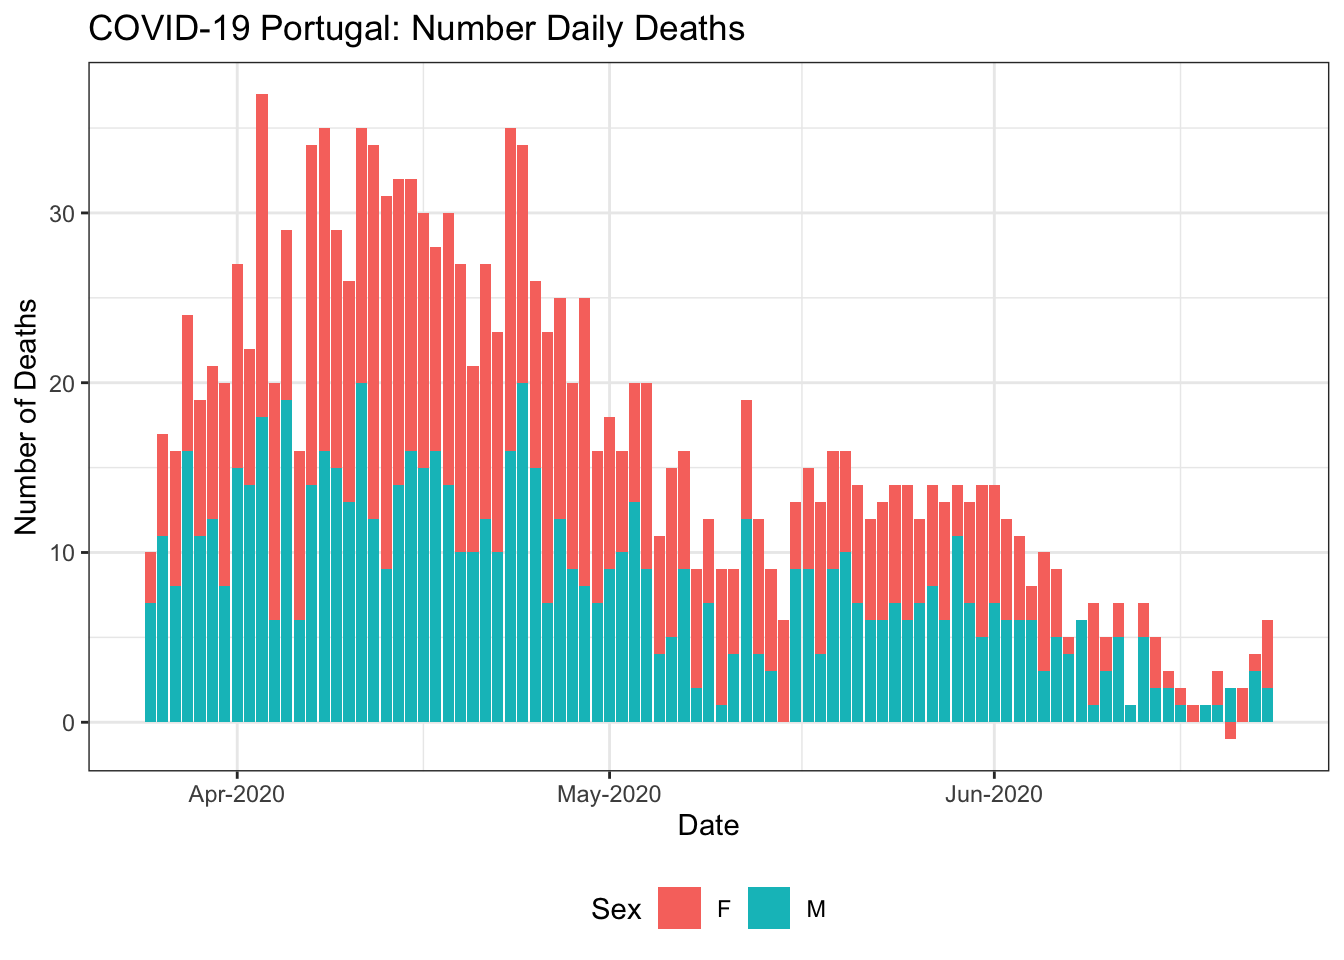 COVID-19 Portugal: Number Daily Deaths
Number of Deaths
30
20
10
0
Apr-2020 May-2020 Jun-2020
Date
Sex F M